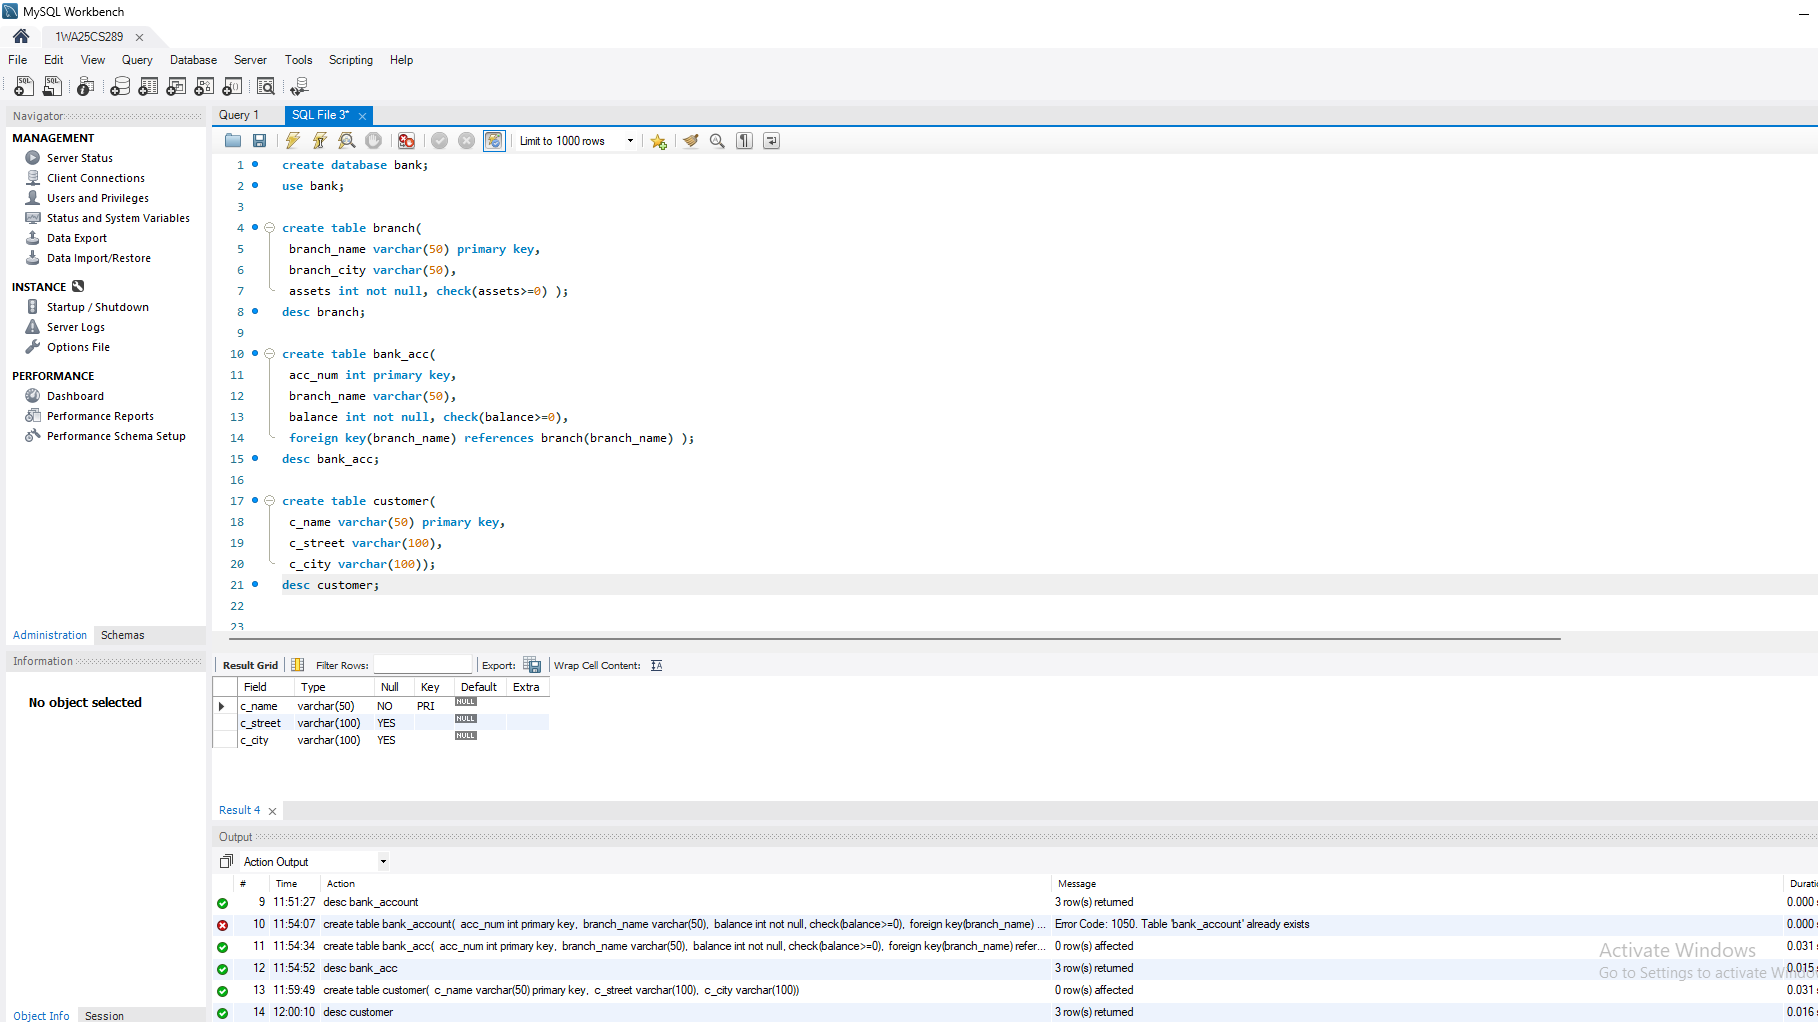 MySQL Workbench
1WA25CS289
File Edit View Query Database Server Tools Scripting Help
Navigator
MANAGEMENT
Server Status
Client Connections
Users and Privileges
Status and System Variables
Data Export
Data Import/Restore
INSTANCE
Startup / Shutdown
Server Logs
Options File
PERFORMANCE
Dashboard
Performance Reports
Performance Schema Setup
Administration Schemas
Information
No object selected
Object Info Session
Query 1 SQL File 3*
Limit to 1000 rows
1 create database bank;
2 use bank;
3
4 create table branch(
5 branch_name varchar(50) primary key,
6 branch_city varchar(50),
7 assets int not null, check(assets>=0) );
8 desc branch;
9
10 create table bank_acc(
11 acc_num int primary key,
12 branch_name varchar(50),
13 balance int not null, check(balance>=0),
14 foreign key(branch_name) references branch(branch_name) );
15 desc bank_acc;
16
17 create table customer(
18 c_name varchar(50) primary key,
19 c_street varchar(100),
20 c_city varchar(100));
21 desc customer;
22
23
Result Grid Filter Rows: Export: Wrap Cell Content: IA
Field Type Null Key Default Extra
c_name varchar(50) NO PRI NULL
c_street varchar(100) YES NULL
c_city varchar(100) YES NULL
Result 4
Output
Action Output
# Time Action Message Durati
9 11:51:27 desc bank_account 3 row(s) returned 0.000
10 11:54:07 create table bank_account( acc_num int primary key, branch_name varchar(50), balance int not null, check(balance>=0), foreign key(branch_name) ... Error Code: 1050. Table 'bank_account' already exists 0.000
11 11:54:34 create table bank_acc( acc_num int primary key, branch_name varchar(50), balance int not null, check(balance>=0), foreign key(branch_name) refer... 0 row(s) affected 0.031
12 11:54:52 desc bank_acc 3 row(s) returned 0.015
13 11:59:49 create table customer( c_name varchar(50) primary key, c_street varchar(100), c_city varchar(100)) 0 row(s) affected 0.031
14 12:00:10 desc customer 3 row(s) returned 0.016
Activate Windows
Go to Settings to activate Windo